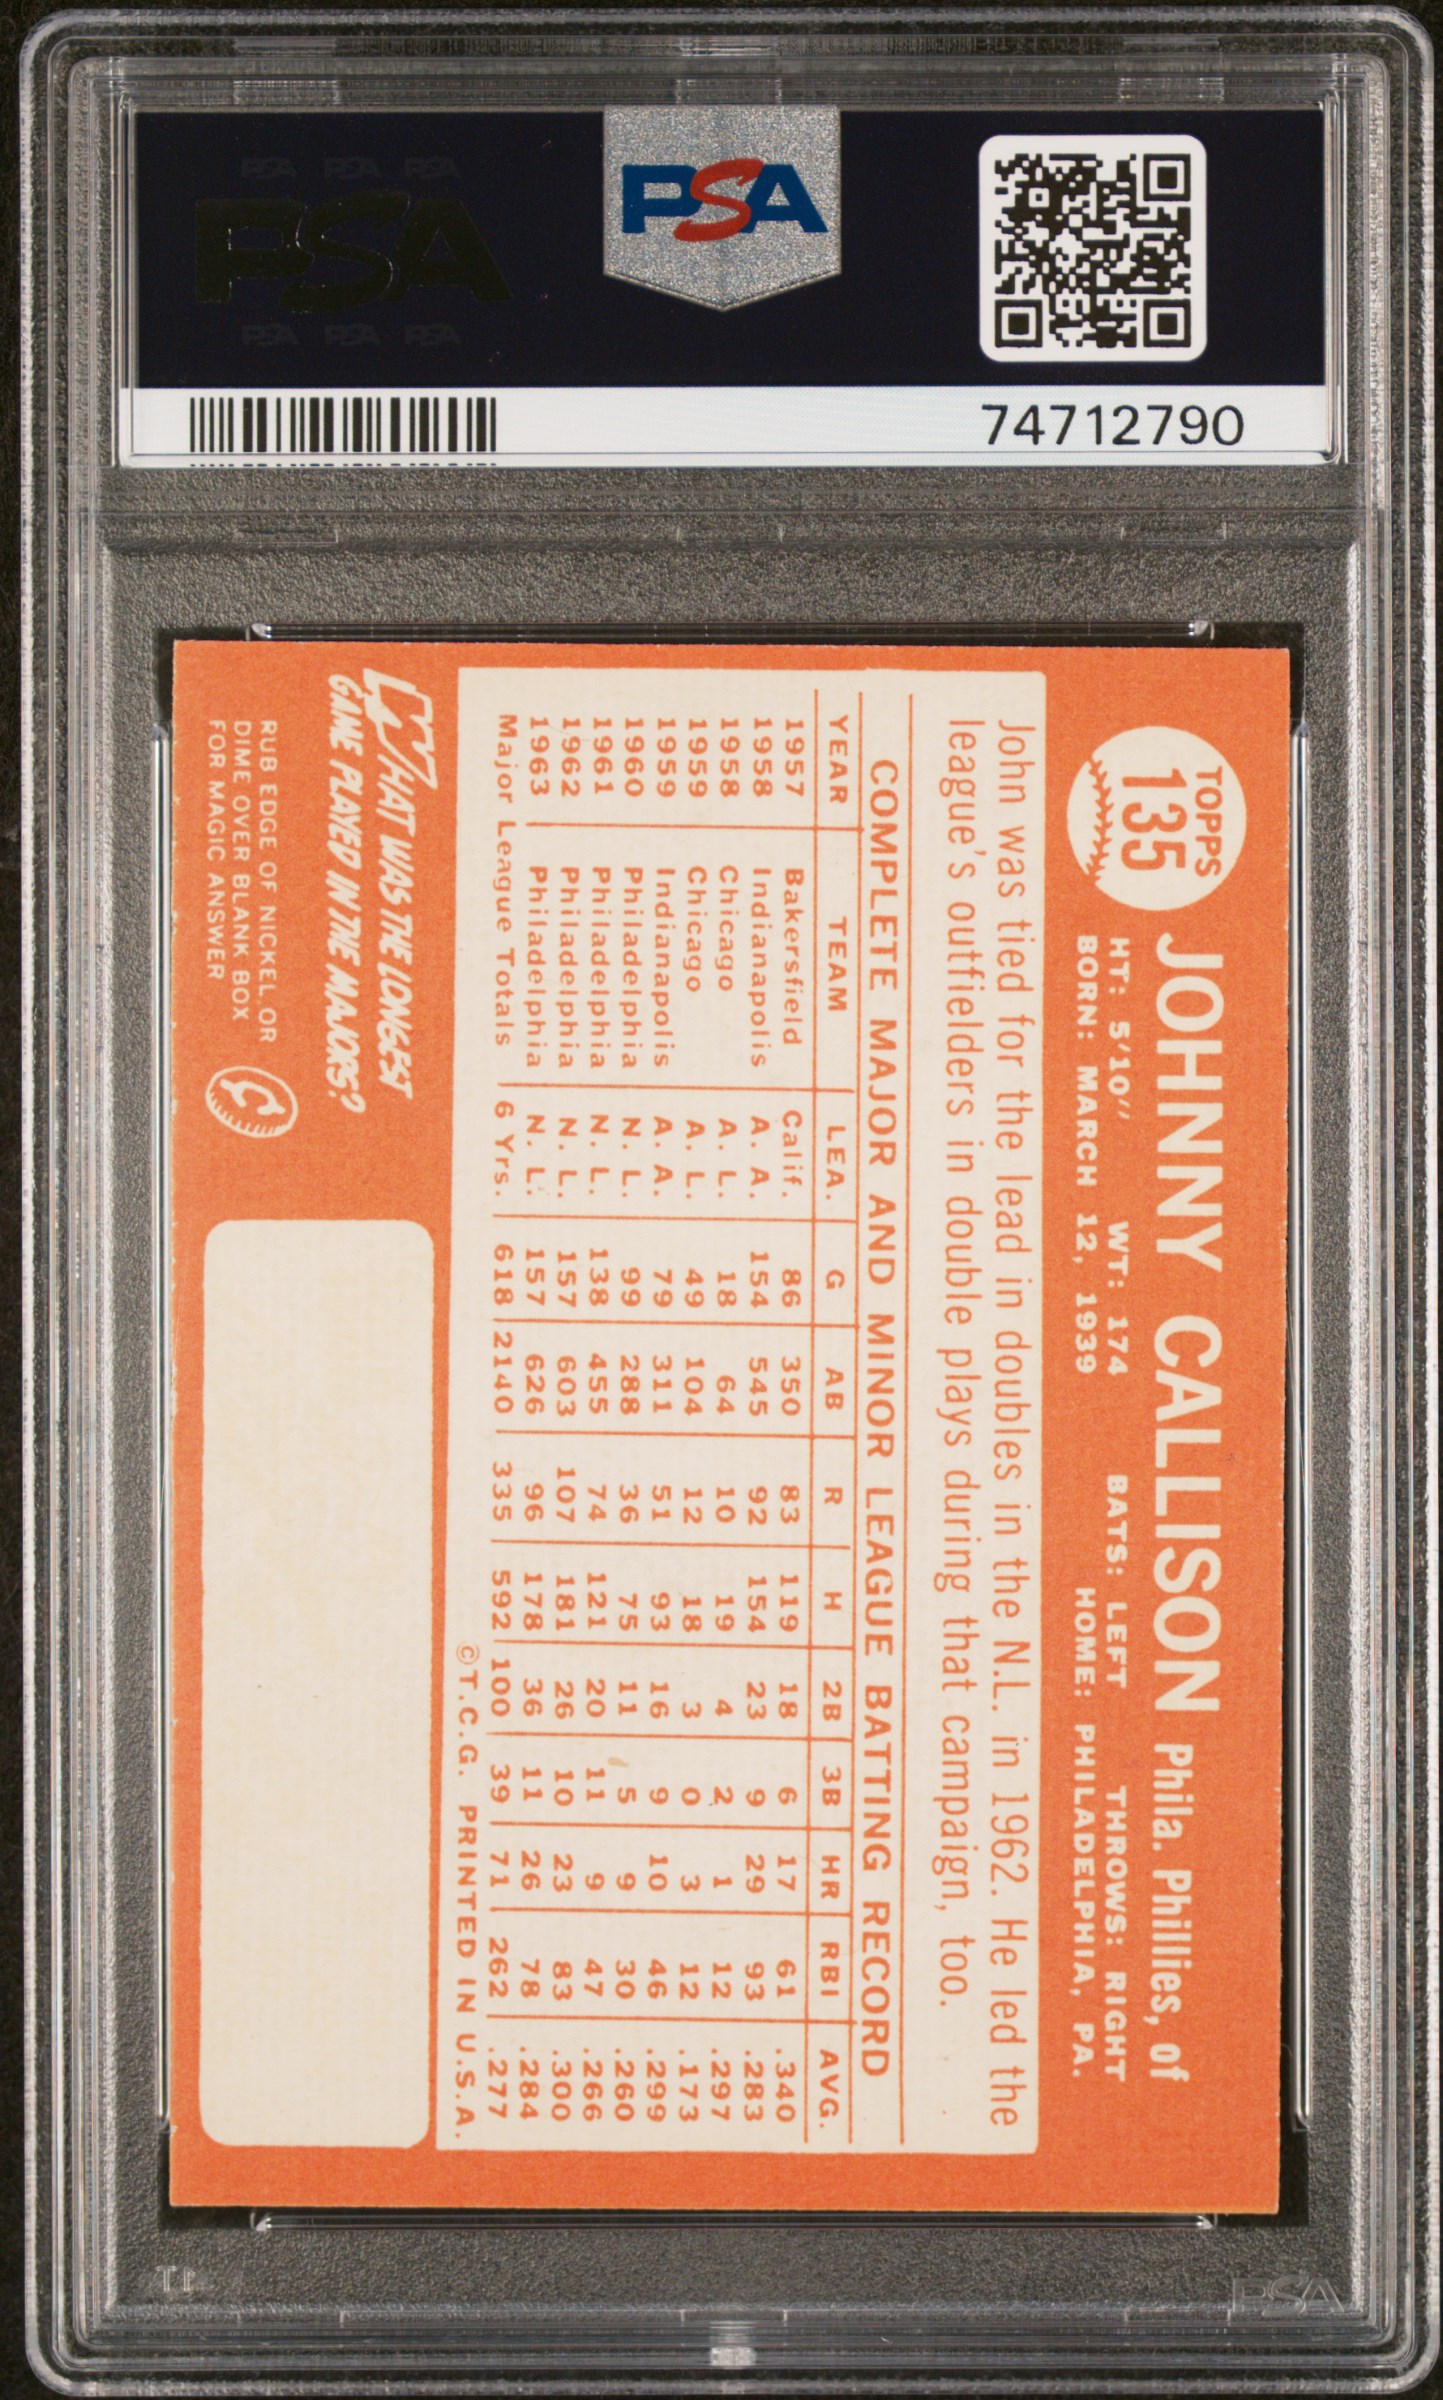 PSA PSA PSA
PSA
PSA PSA PSA
PSA
74712790
TOPPS
135
JOHNNY CALLISON Phila. Phillies, of
HT: 5'10" WT: 174 BATS: LEFT THROWS: RIGHT
BORN: MARCH 12, 1939 HOME: PHILADELPHIA, PA.
John was tied for the lead in doubles in the N.L. in 1962. He led the
league's outfielders in double plays during that campaign, too.
COMPLETE MAJOR AND MINOR LEAGUE BATTING RECORD
YEAR TEAM LEA. G AB R H 2B 3B HR RBI AVG.
1957 Bakersfield Calif. 86 350 83 119 18 6 17 61 .340
1958 Indianapolis A. A. 154 545 92 154 23 9 29 93 .283
1958 Chicago A. L. 18 64 10 19 4 2 1 12 .297
1959 Chicago A. L. 49 104 12 18 3 0 3 12 .173
1959 Indianapolis A. A. 79 311 51 93 16 9 10 46 .299
1960 Philadelphia N. L. 99 288 36 75 11 5 9 30 .260
1961 Philadelphia N. L. 138 455 74 121 20 11 9 47 .266
1962 Philadelphia N. L. 157 603 107 181 26 10 23 83 .300
1963 Philadelphia N. L. 157 626 96 178 36 11 26 78 .284
Major League Totals 6 Yrs. 618 2140 335 592 100 39 71 262 .277
©T.C.G. PRINTED IN U.S.A.
WHAT WAS THE LONGEST
GAME PLAYED IN THE MAJORS?
RUB EDGE OF NICKEL OR
DIME OVER BLANK BOX
FOR MAGIC ANSWER
PSA